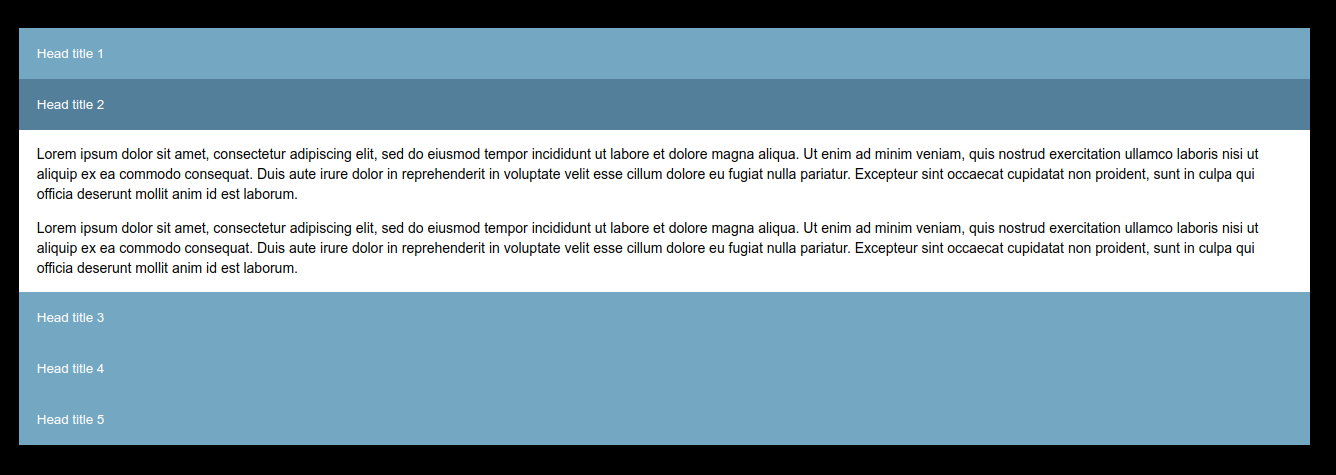 Head title 1
Head title 2
Lorem ipsum dolor sit amet, consectetur adipiscing elit, sed do eiusmod tempor incididunt ut labore et dolore magna aliqua. Ut enim ad minim veniam, quis nostrud exercitation ullamco laboris nisi ut
aliquip ex ea commodo consequat. Duis aute irure dolor in reprehenderit in voluptate velit esse cillum dolore eu fugiat nulla pariatur. Excepteur sint occaecat cupidatat non proident, sunt in culpa qui
officia deserunt mollit anim id est laborum.
Lorem ipsum dolor sit amet, consectetur adipiscing elit, sed do eiusmod tempor incididunt ut labore et dolore magna aliqua. Ut enim ad minim veniam, quis nostrud exercitation ullamco laboris nisi ut
aliquip ex ea commodo consequat. Duis aute irure dolor in reprehenderit in voluptate velit esse cillum dolore eu fugiat nulla pariatur. Excepteur sint occaecat cupidatat non proident, sunt in culpa qui
officia deserunt mollit anim id est laborum.
Head title 3
Head title 4
Head title 5